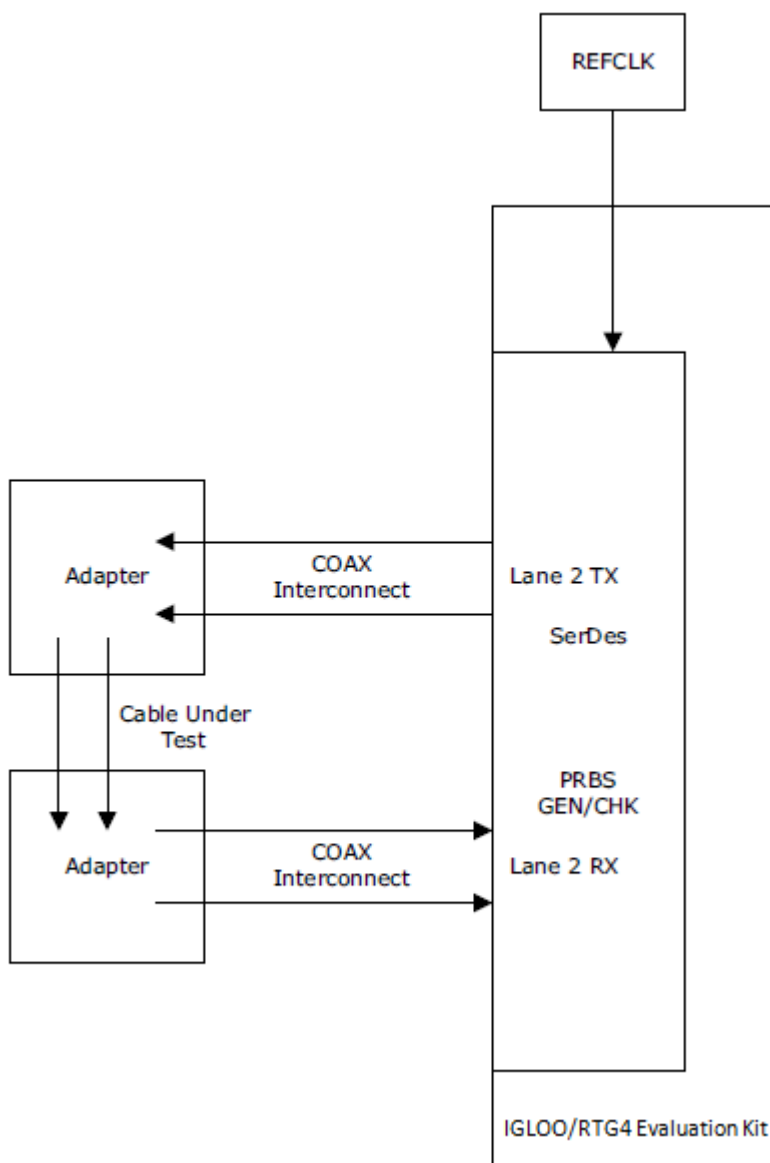 REFCLK
Adapter
COAX
Interconnect
Lane 2 TX
SerDes
Cable Under
Test
PRBS
GEN/CHK
Adapter
COAX
Interconnect
Lane 2 RX
IGLOO/RTG4 Evaluation Kit